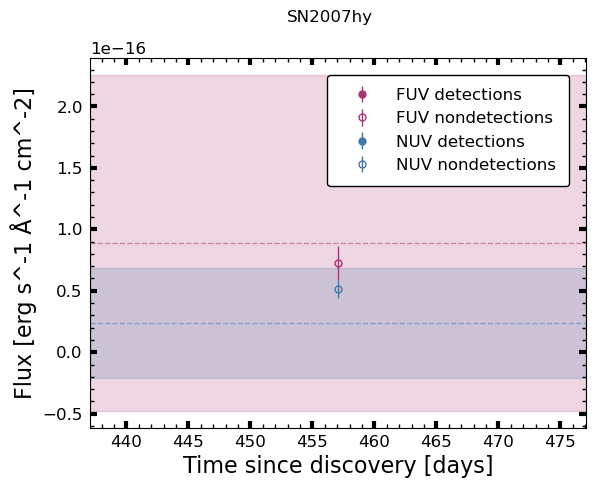 SN2007hy
1e−16
FUV detections
FUV nondetections
NUV detections
NUV nondetections
2.0
1.5
1.0
0.5
0.0
−0.5
Flux [erg s^-1 Å^-1 cm^-2]
440 445 450 455 460 465 470 475
Time since discovery [days]